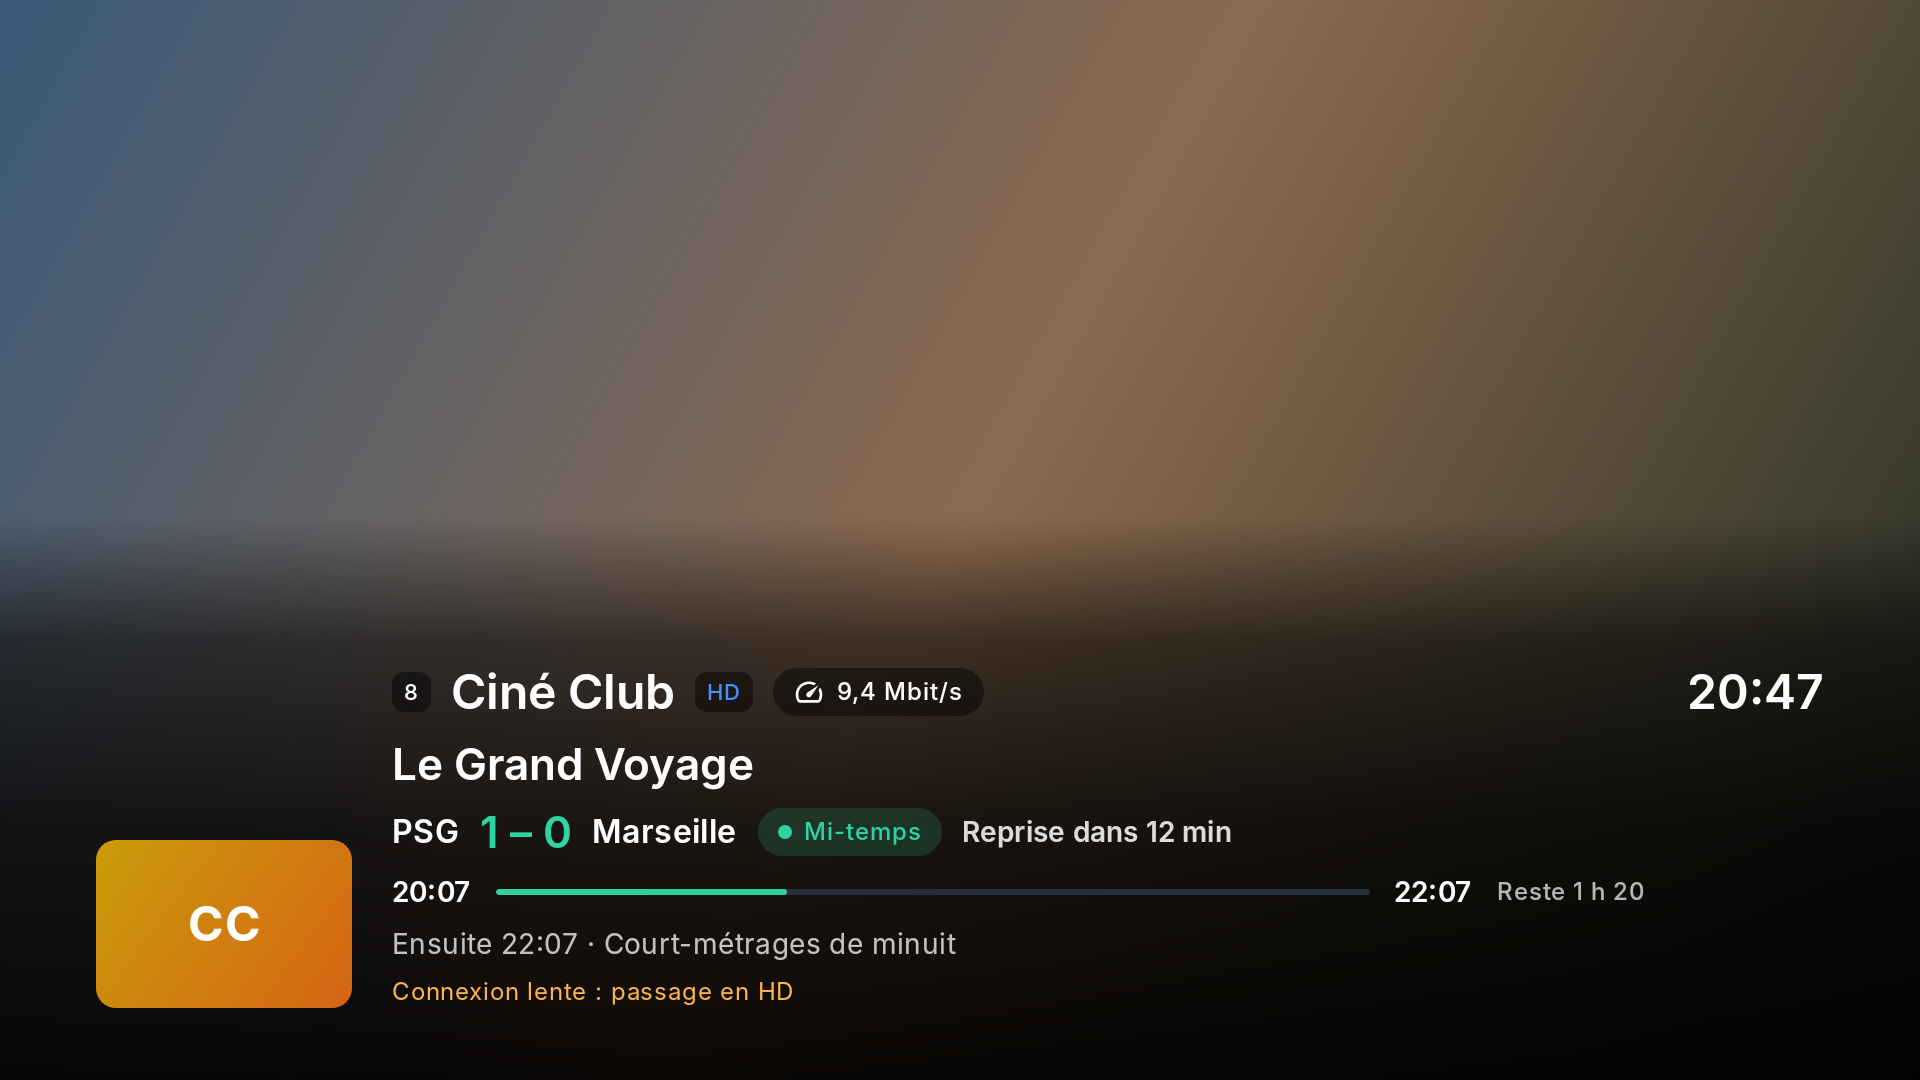 8 Ciné Club HD 9,4 Mbit/s 20:47
Le Grand Voyage
PSG 1 – 0 Marseille Mi-temps Reprise dans 12 min
CC
20:07 22:07 Reste 1 h 20
Ensuite 22:07 · Court-métrages de minuit
Connexion lente : passage en HD